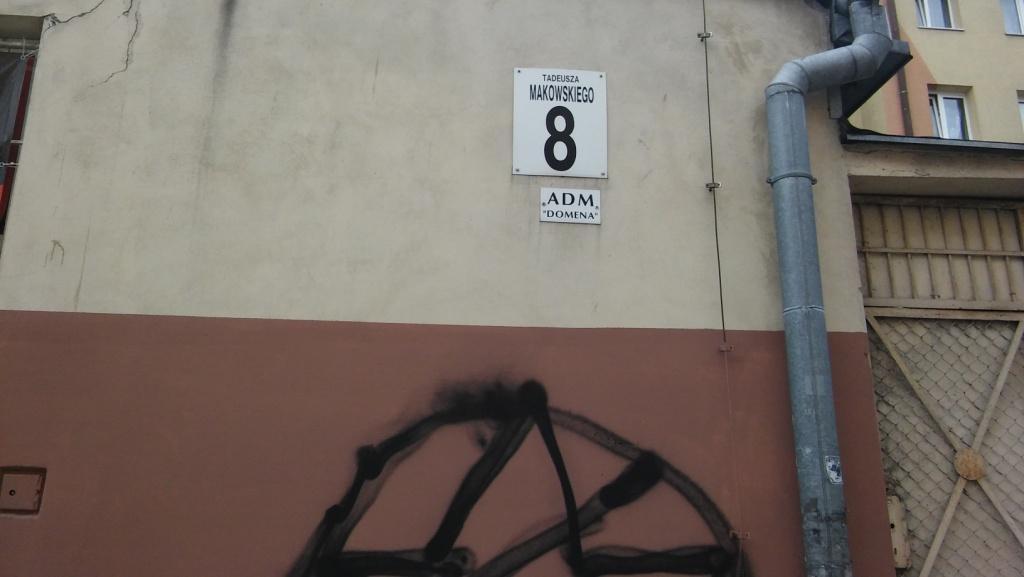 TADEUSZA
MAKOWSKIEGO
8
ADM
"DOMENA"